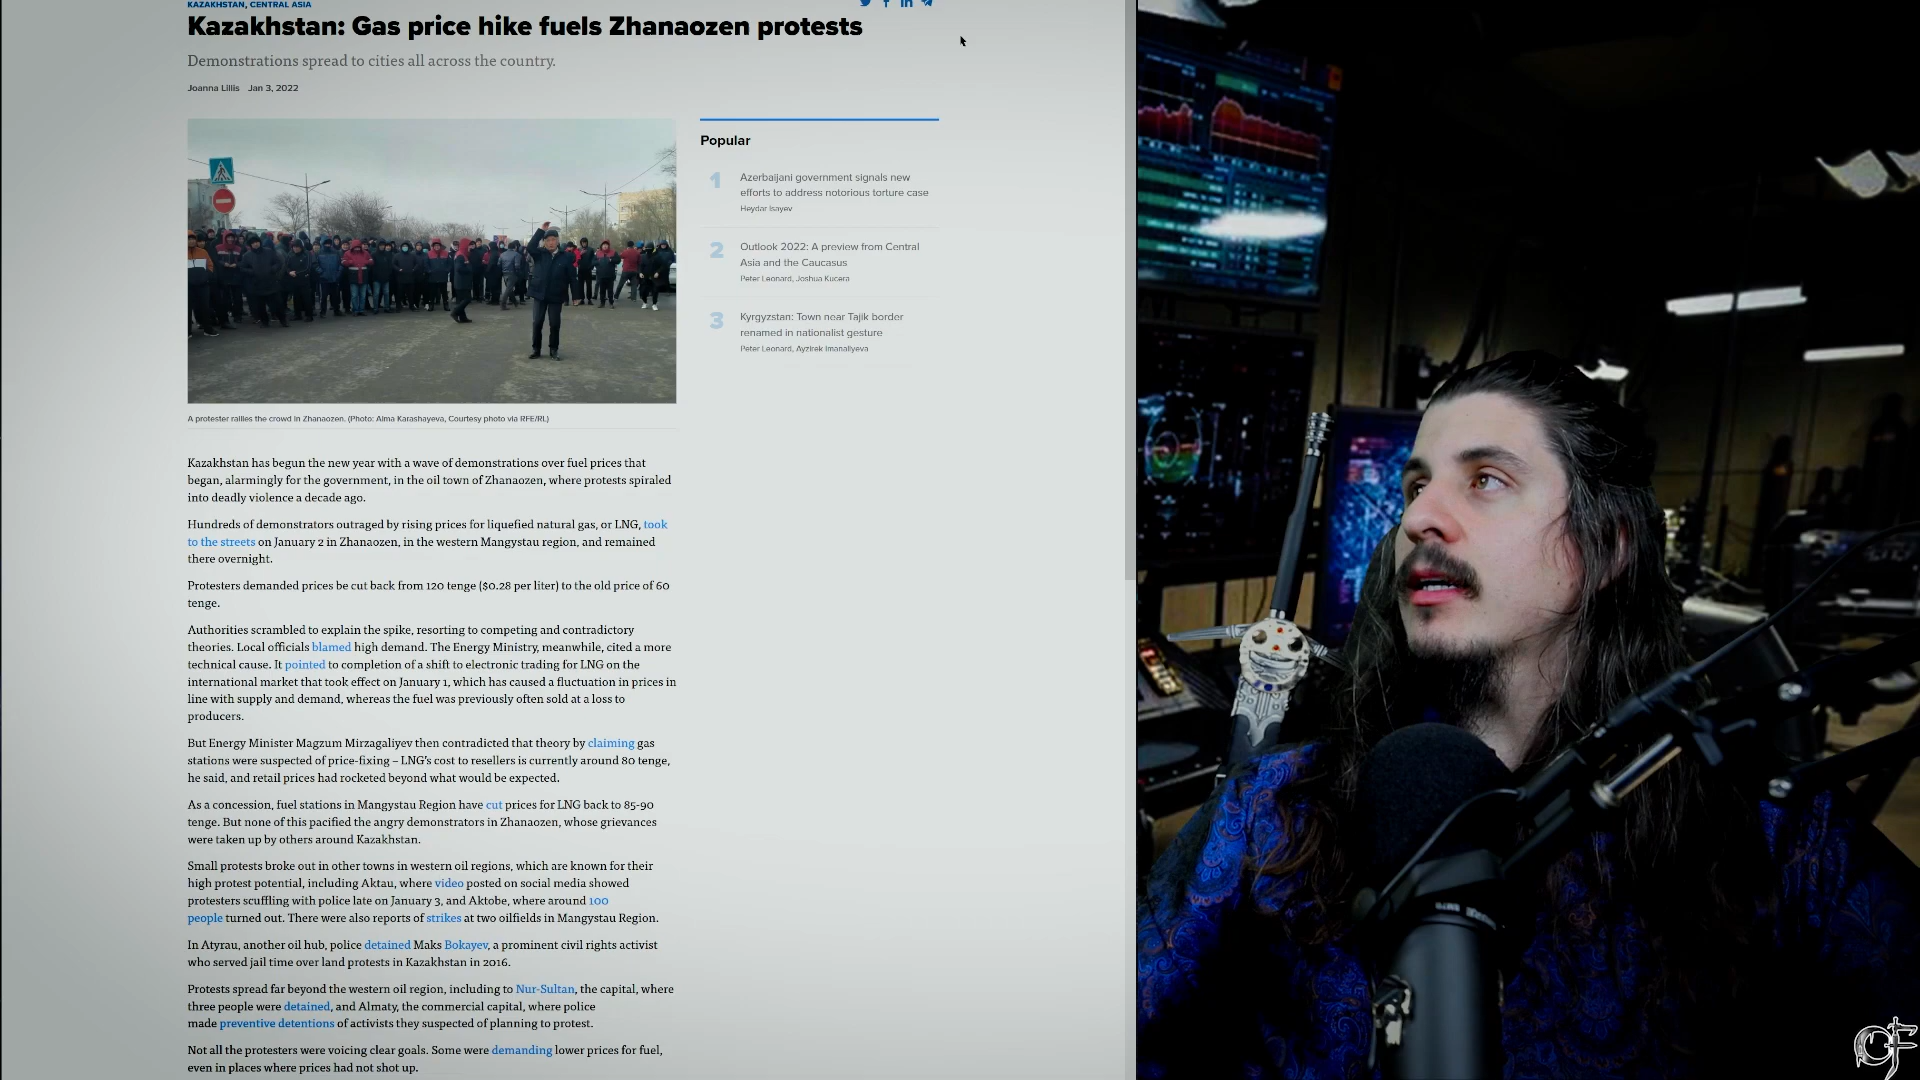 KAZAKHSTAN, CENTRAL ASIA
Kazakhstan: Gas price hike fuels Zhanaozen protests
Demonstrations spread to cities all across the country.
Joanna Lillis Jan 3, 2022
A protester rallies the crowd in Zhanaozen. (Photo: Alma Karashayeva, Courtesy photo via RFE/RL)
Kazakhstan has begun the new year with a wave of demonstrations over fuel prices that
began, alarmingly for the government, in the oil town of Zhanaozen, where protests spiraled
into deadly violence a decade ago.
Hundreds of demonstrators outraged by rising prices for liquefied natural gas, or LNG, took
to the streets on January 2 in Zhanaozen, in the western Mangystau region, and remained
there overnight.
Protesters demanded prices be cut back from 120 tenge ($0.28 per liter) to the old price of 60
tenge.
Authorities scrambled to explain the spike, resorting to competing and contradictory
theories. Local officials blamed high demand. The Energy Ministry, meanwhile, cited a more
technical cause. It pointed to completion of a shift to electronic trading for LNG on the
international market that took effect on January 1, which has caused a fluctuation in prices in
line with supply and demand, whereas the fuel was previously often sold at a loss to
producers.
But Energy Minister Magzum Mirzagaliyev then contradicted that theory by claiming gas
stations were suspected of price-fixing – LNG's cost to resellers is currently around 80 tenge,
he said, and retail prices had rocketed beyond what would be expected.
As a concession, fuel stations in Mangystau Region have cut prices for LNG back to 85-90
tenge. But none of this pacified the angry demonstrators in Zhanaozen, whose grievances
were taken up by others around Kazakhstan.
Small protests broke out in other towns in western oil regions, which are known for their
high protest potential, including Aktau, where video posted on social media showed
protesters scuffling with police late on January 3, and Aktobe, where around 100
people turned out. There were also reports of strikes at two oilfields in Mangystau Region.
In Atyrau, another oil hub, police detained Maks Bokayev, a prominent civil rights activist
who served jail time over land protests in Kazakhstan in 2016.
Protests spread far beyond the western oil region, including to Nur-Sultan, the capital, where
three people were detained, and Almaty, the commercial capital, where police
made preventive detentions of activists they suspected of planning to protest.
Not all the protesters were voicing clear goals. Some were demanding lower prices for fuel,
even in places where prices had not shot up.
Popular
1
Azerbaijani government signals new
efforts to address notorious torture case
Heydar Isayev
2
Outlook 2022: A preview from Central
Asia and the Caucasus
Peter Leonard, Joshua Kucera
3
Kyrgyzstan: Town near Tajik border
renamed in nationalist gesture
Peter Leonard, Ayzirek Imanaliyeva